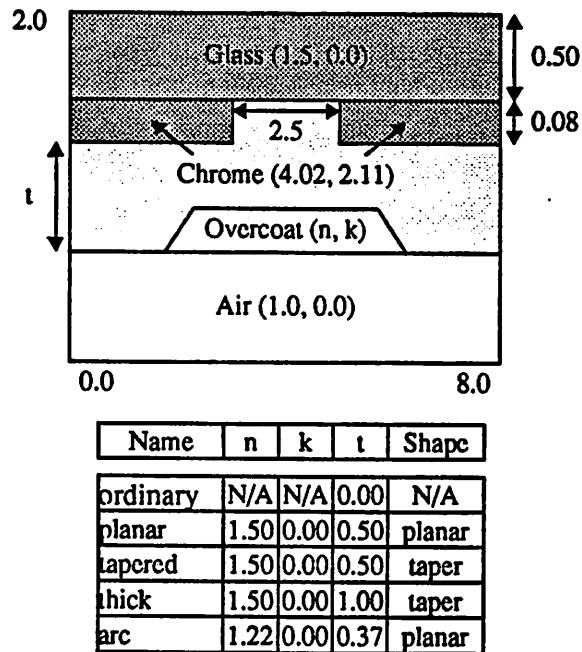 2.0
Glass (1.5, 0.0)
0.50
2.5
0.08
Chrome (4.02, 2.11)
t
Overcoat (n, k)
Air (1.0, 0.0)
0.0 8.0
Name n k t Shape
ordinary N/A N/A 0.00 N/A
planar 1.50 0.00 0.50 planar
tapered 1.50 0.00 0.50 taper
thick 1.50 0.00 1.00 taper
arc 1.22 0.00 0.37 planar